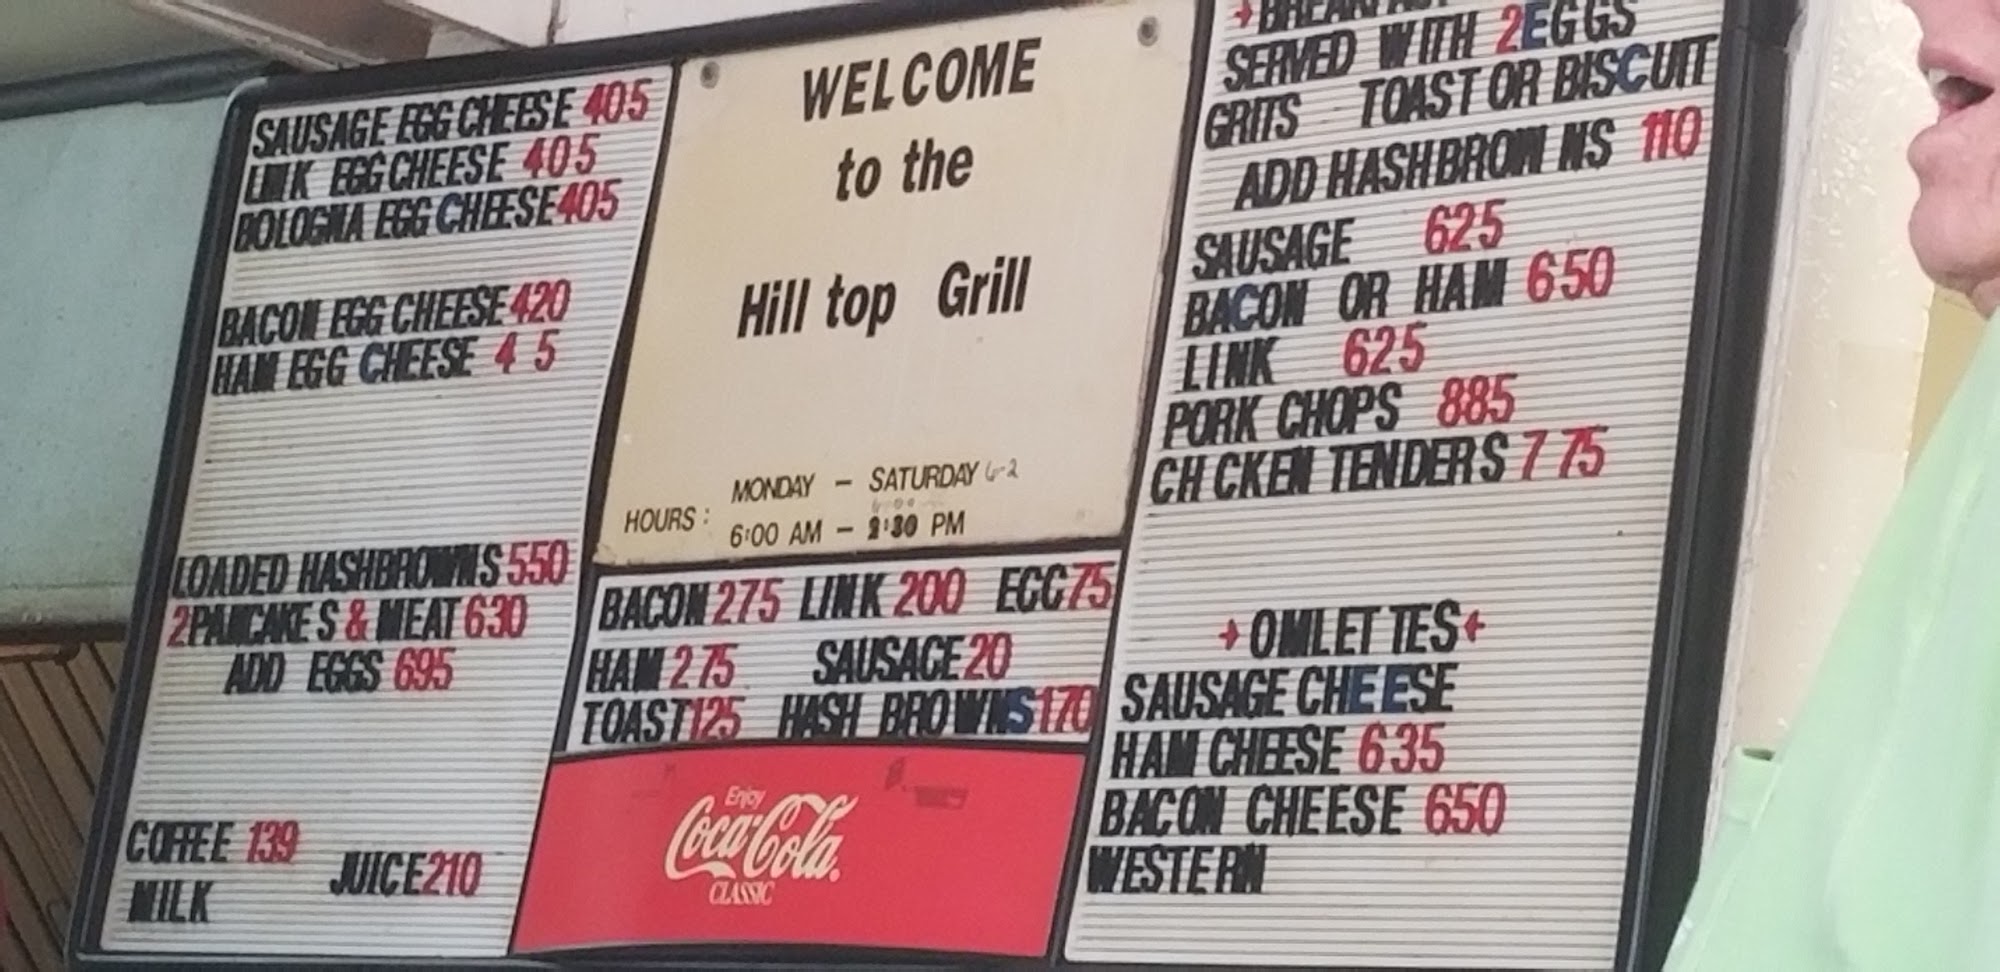 SAUSAGE EGG CHEESE 405
LINK EGG CHEESE 405
BOLOGNA EGG CHEESE 405
BACON EGG CHEESE 420
HAM EGG CHEESE 4 5
LOADED HASHBROWNS 550
2 PANCAKES & MEAT 630
ADD EGGS 695
COFFEE 139
JUICE 210
MILK
WELCOME
to the
Hill top Grill
MONDAY – SATURDAY 6-2
HOURS: 6:00 AM – 2:30 PM
BACON 275 LINK 200 EGG 75
HAM 275 SAUSAGE 20
TOAST 125 HASH BROWNS 170
Enjoy
Coca-Cola
CLASSIC
BREAKFAST
SERVED WITH 2 EGGS
GRITS TOAST OR BISCUIT
ADD HASHBROWNS 110
SAUSAGE 625
BACON OR HAM 650
LINK 625
PORK CHOPS 885
CH CKEN TENDERS 775
OMLETTES
SAUSAGE CHEESE
HAM CHEESE 635
BACON CHEESE 650
WESTERN